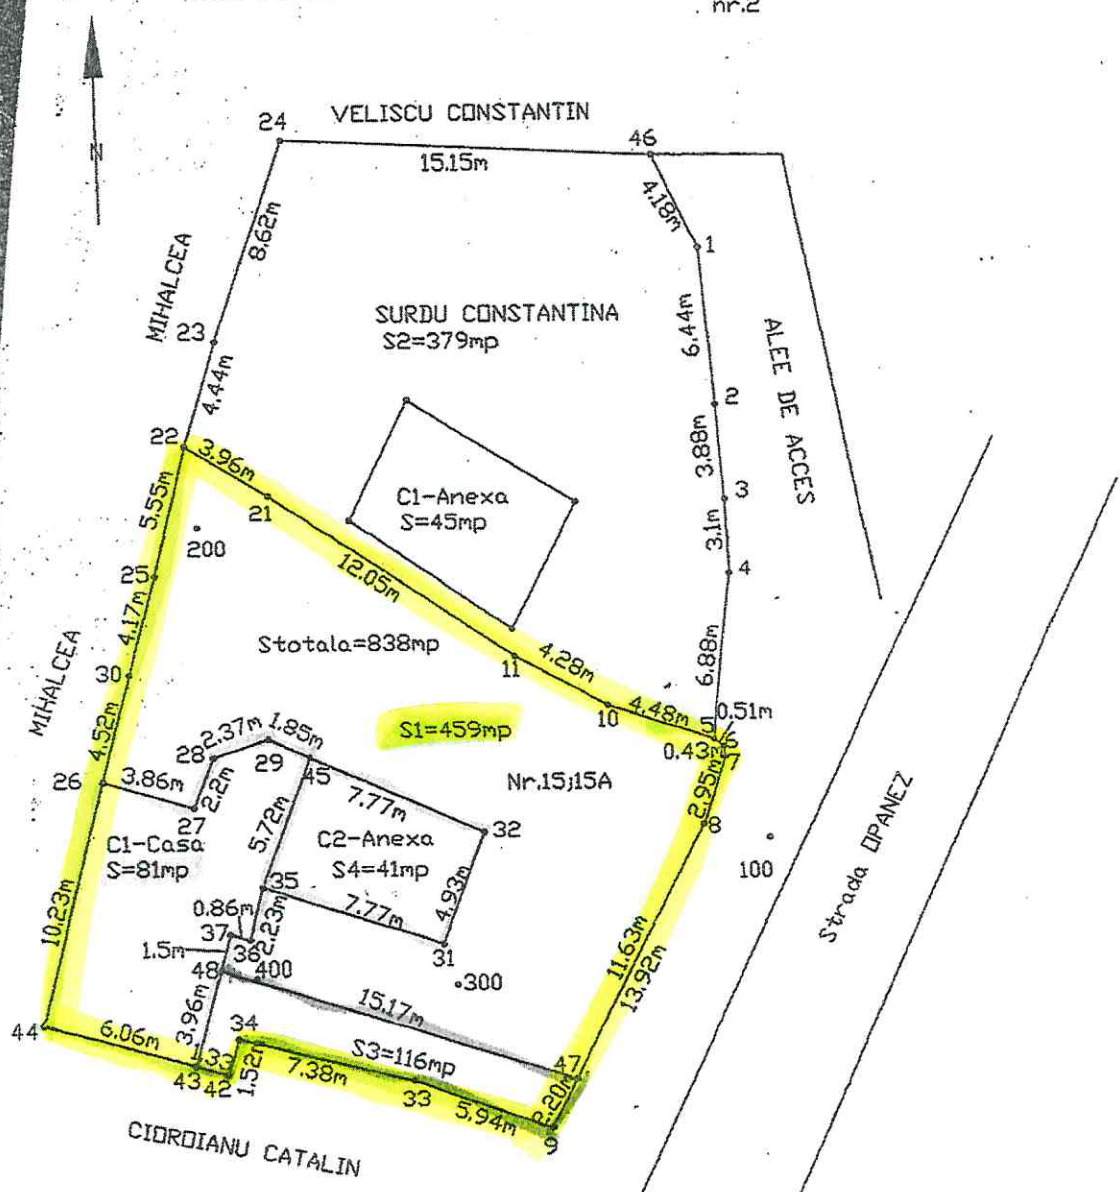 nr.2
N
VELISCU CONSTANTIN
24
46
15.15m
4.18m
8.62m
1
MIHALCEA
23
SURDU CONSTANTINA
S2=379mp
6.44m
ALEE DE ACCES
4.44m
2
22
3.96m
3.88m
C1-Anexa
S=45mp
3
5.55m
21
200
3.1m
12.05m
4
25
4.17m
Stotala=838mp
11
4.28m
6.88m
MIHALCEA
30
10
4.48m
5
0.51m
4.52m
S1=459mp
0.43m
7
2.37m
1.85m
28
29
45
26
3.86m
2.2m
Nr.15;15A
2.95m
27
7.77m
32
8
C1-Casa
S=81mp
5.72m
C2-Anexa
S4=41mp
100
Strada OPANEZ
35
7.77m
4.93m
10.23m
0.86m
37
2.23m
36
31
1.5m
48
400
300
11.63m
13.92m
15.17m
44
6.06m
3.96m
34
S3=116mp
47
1.33
43
42
1.52m
7.38m
33
5.94m
2.20m
9
CIOROIANU CATALIN